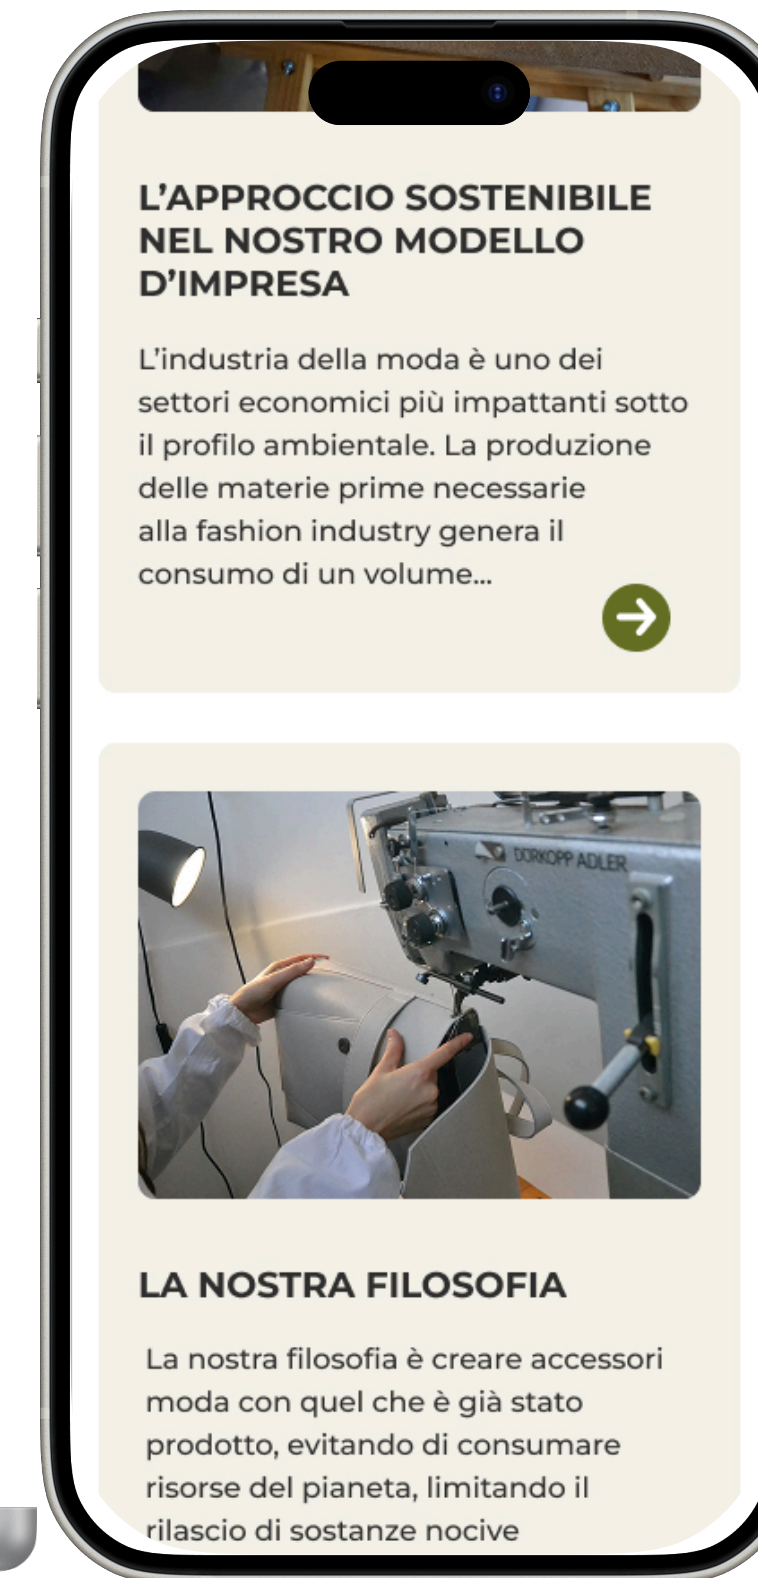 L’APPROCCIO SOSTENIBILE
NEL NOSTRO MODELLO
D’IMPRESA
L’industria della moda è uno dei
settori economici più impattanti sotto
il profilo ambientale. La produzione
delle materie prime necessarie
alla fashion industry genera il
consumo di un volume...
DÜRKOPP ADLER
LA NOSTRA FILOSOFIA
La nostra filosofia è creare accessori
moda con quel che è già stato
prodotto, evitando di consumare
risorse del pianeta, limitando il
rilascio di sostanze nocive